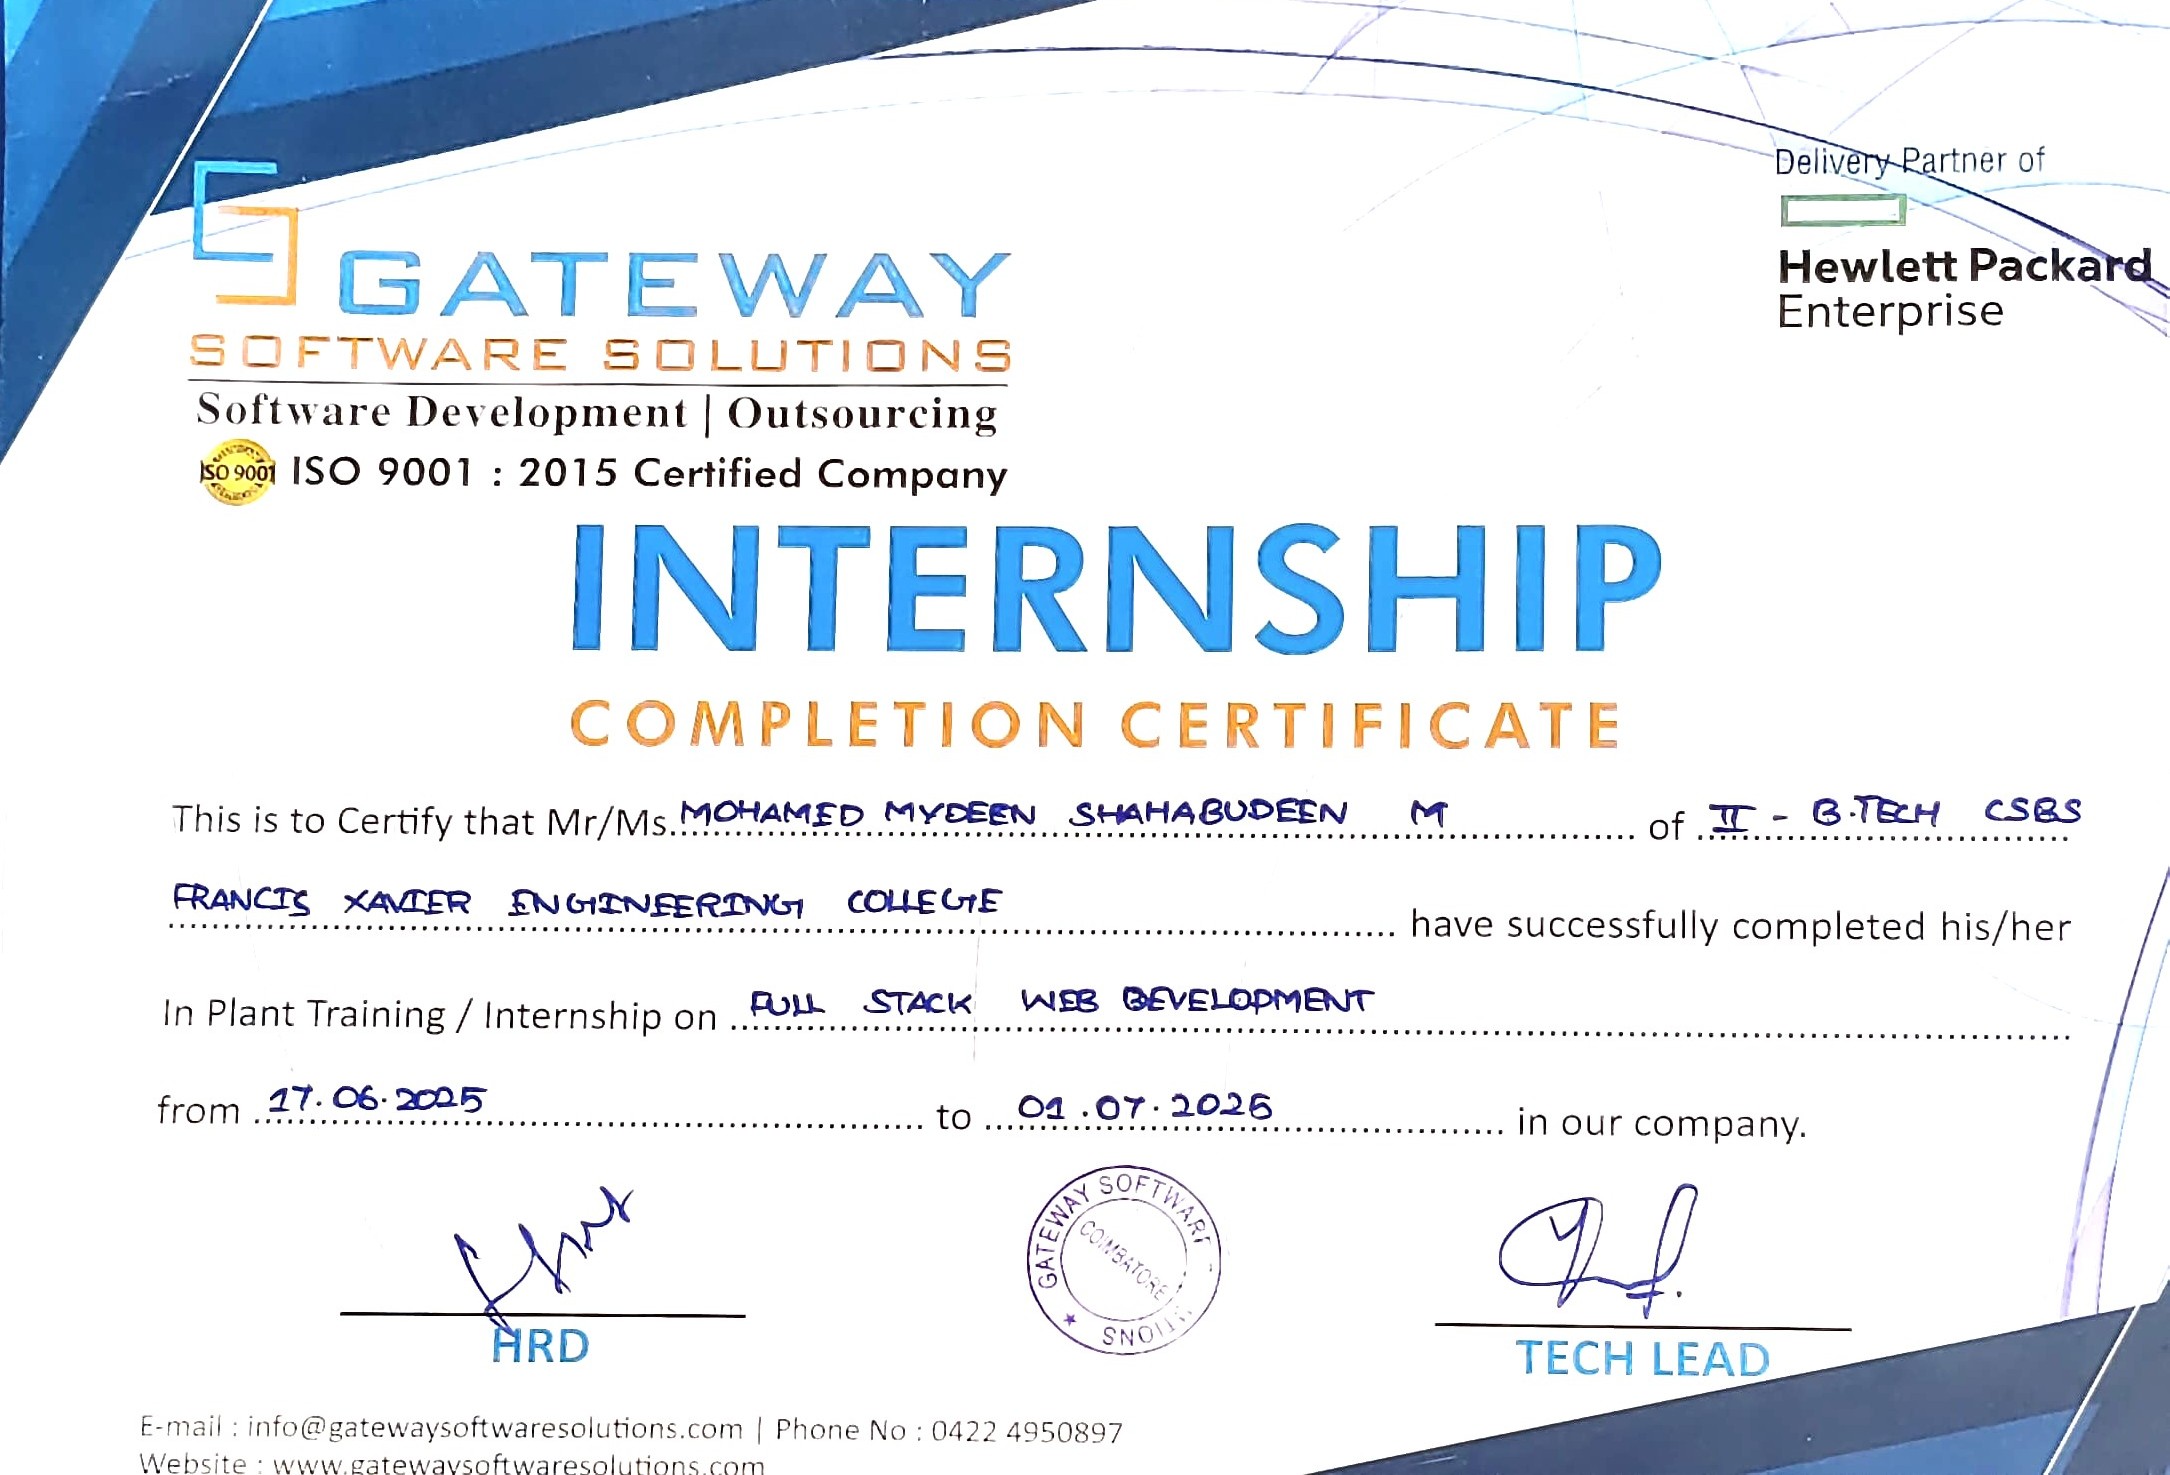 Delivery Partner of
Hewlett Packard
Enterprise
GATEWAY
SOFTWARE SOLUTIONS
Software Development | Outsourcing
ISO 9001 ISO 9001 : 2015 Certified Company
INTERNSHIP
COMPLETION CERTIFICATE
This is to Certify that Mr/Ms. MOHAMED MYDEEN SHAHABUDEEN M of II - B.TECH CSBS
FRANCIS XAVIER ENGINEERING COLLEGE have successfully completed his/her
In Plant Training / Internship on FULL STACK WEB DEVELOPMENT
from 17.06.2025 to 01.07.2025 in our company.
GATEWAY SOFTWARE
COIMBATORE
HRD
TECH LEAD
E-mail : info@gatewaysoftwaresolutions.com | Phone No : 0422 4950897
Website : www.gatewaysoftwaresolutions.com